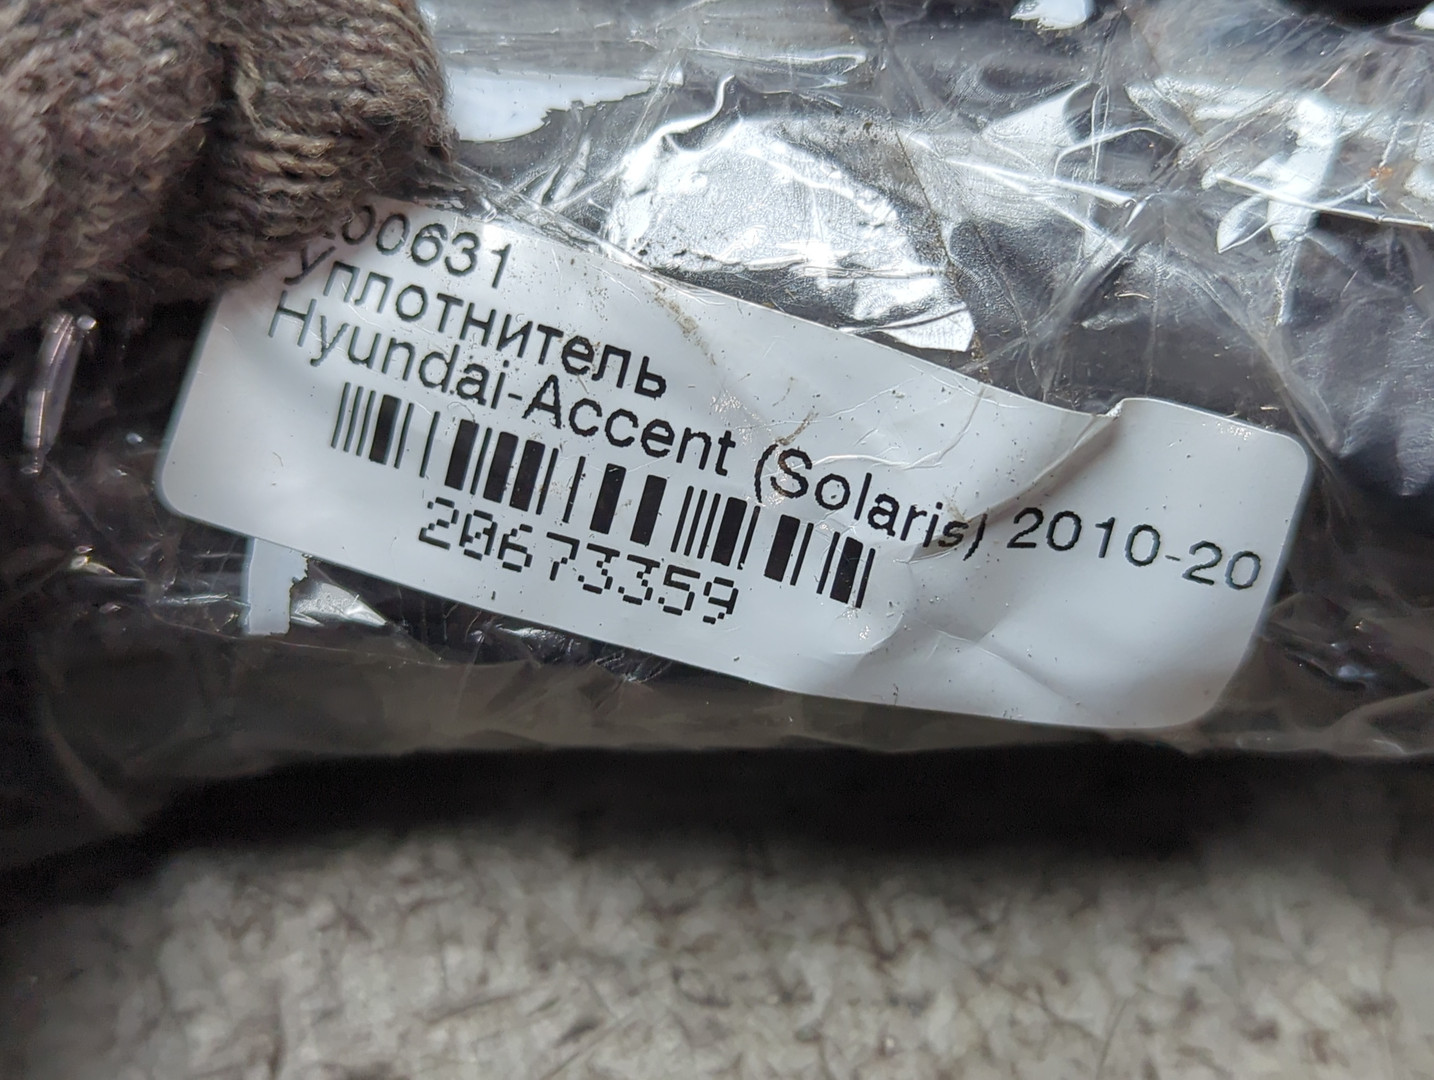 00631
Уплотнитель
Hyundai-Accent (Solaris) 2010-20
20673359